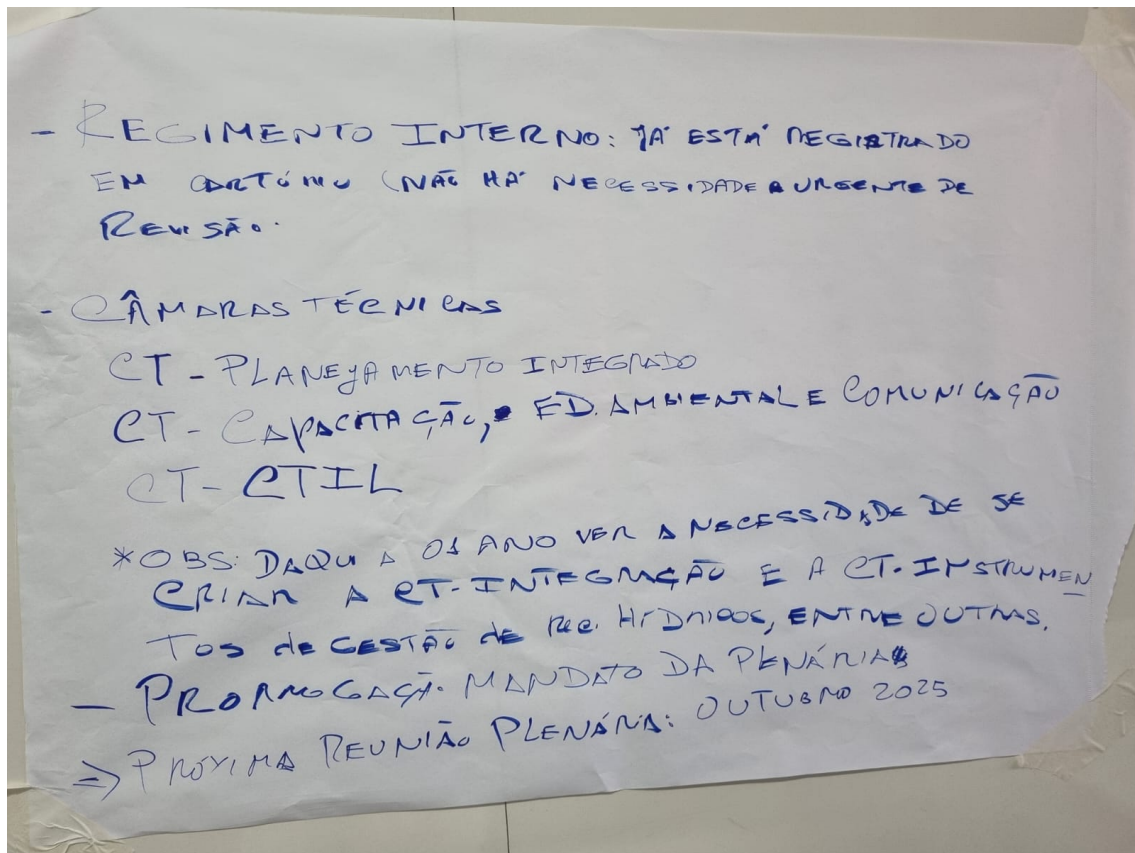 - REGIMENTO INTERNO: JÁ ESTÁ REGISTRADO
EM CARTÓRIO (NÃO HÁ NECESSIDADE URGENTE DE
REVISÃO.
- CÂMARAS TÉCNICAS
CT - PLANEJAMENTO INTEGRADO
CT - CAPACITAÇÃO, ED. AMBIENTAL E COMUNICAÇÃO
CT - CTIL
* OBS: DAQUI A 01 ANO VER A NECESSIDADE DE SE
CRIAR A CT-INTEGRAÇÃO E A CT. INSTRUMEN
TOS de GESTÃO de REC. HÍDRICOS, ENTRE OUTRAS.
- PRORROGAÇÃO MANDATO DA PLENÁRIA
=> PRÓXIMA REUNIÃO PLENÁRIA: OUTUBRO 2025